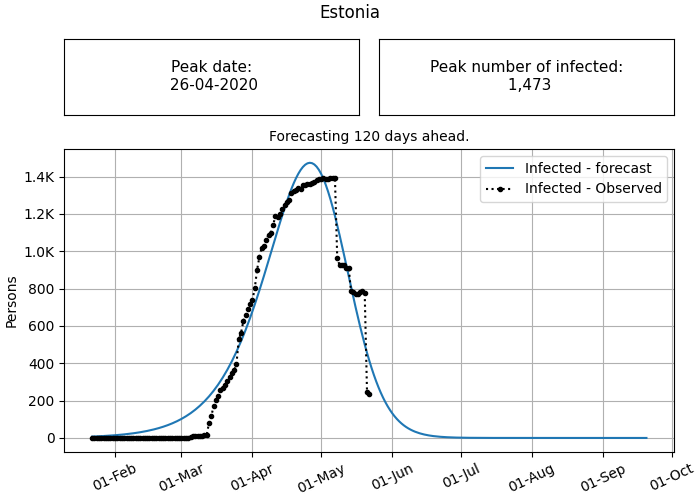 Estonia
Peak date:
26-04-2020
Peak number of infected:
1,473
Forecasting 120 days ahead.
Infected - forecast
Infected - Observed
1.4K
1.2K
1.0K
800
600
400
200
0
Persons
01-Feb
01-Mar
01-Apr
01-May
01-Jun
01-Jul
01-Aug
01-Sep
01-Oct